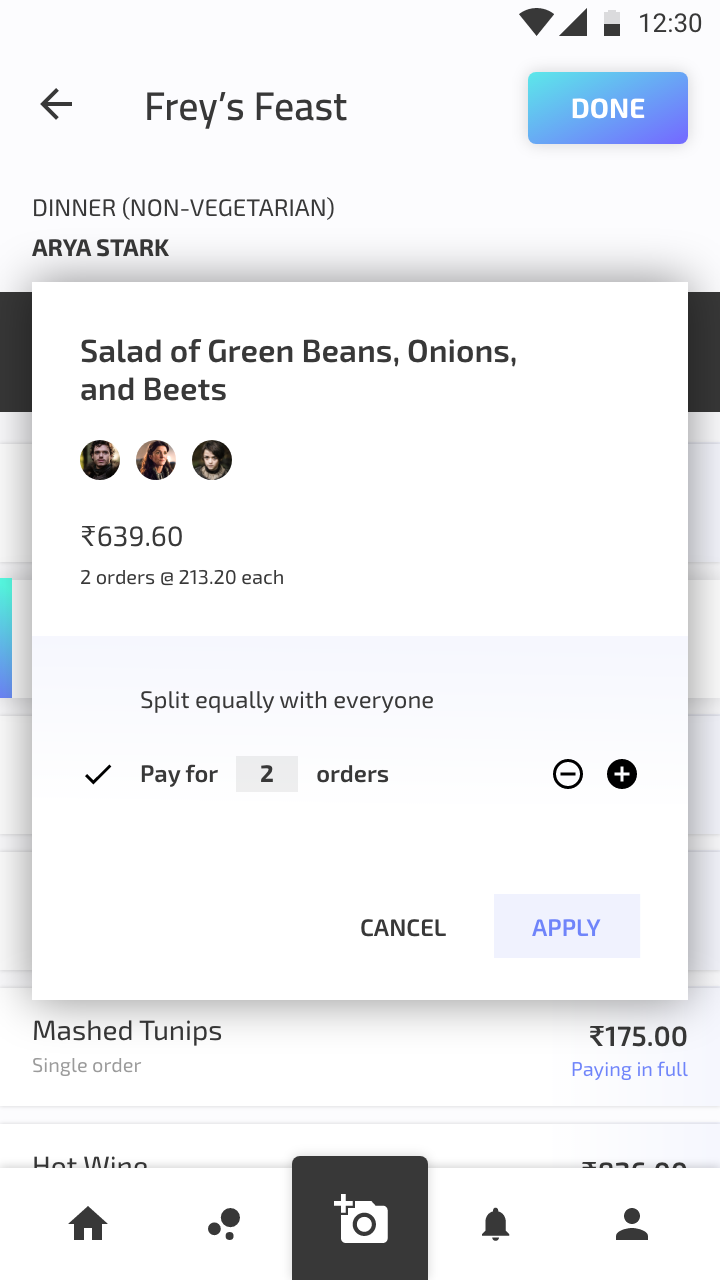 12:30
Frey’s Feast
DONE
DINNER (NON-VEGETARIAN)
ARYA STARK
Salad of Green Beans, Onions,
and Beets
₹639.60
2 orders @ 213.20 each
Split equally with everyone
Pay for 2 orders
CANCEL
APPLY
Mashed Tunips
₹175.00
Single order
Paying in full
Hot Wine